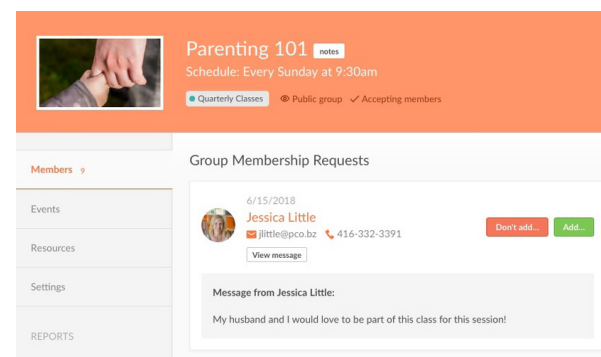 Parenting 101 notes
Schedule: Every Sunday at 9:30am
Quarterly Classes Public group Accepting members
Members 9
Events
Resources
Settings
REPORTS
Group Membership Requests
6/15/2018
Jessica Little
jlittle@pco.bz 416-332-3391
View message
Don't add... Add...
Message from Jessica Little:
My husband and I would love to be part of this class for this session!